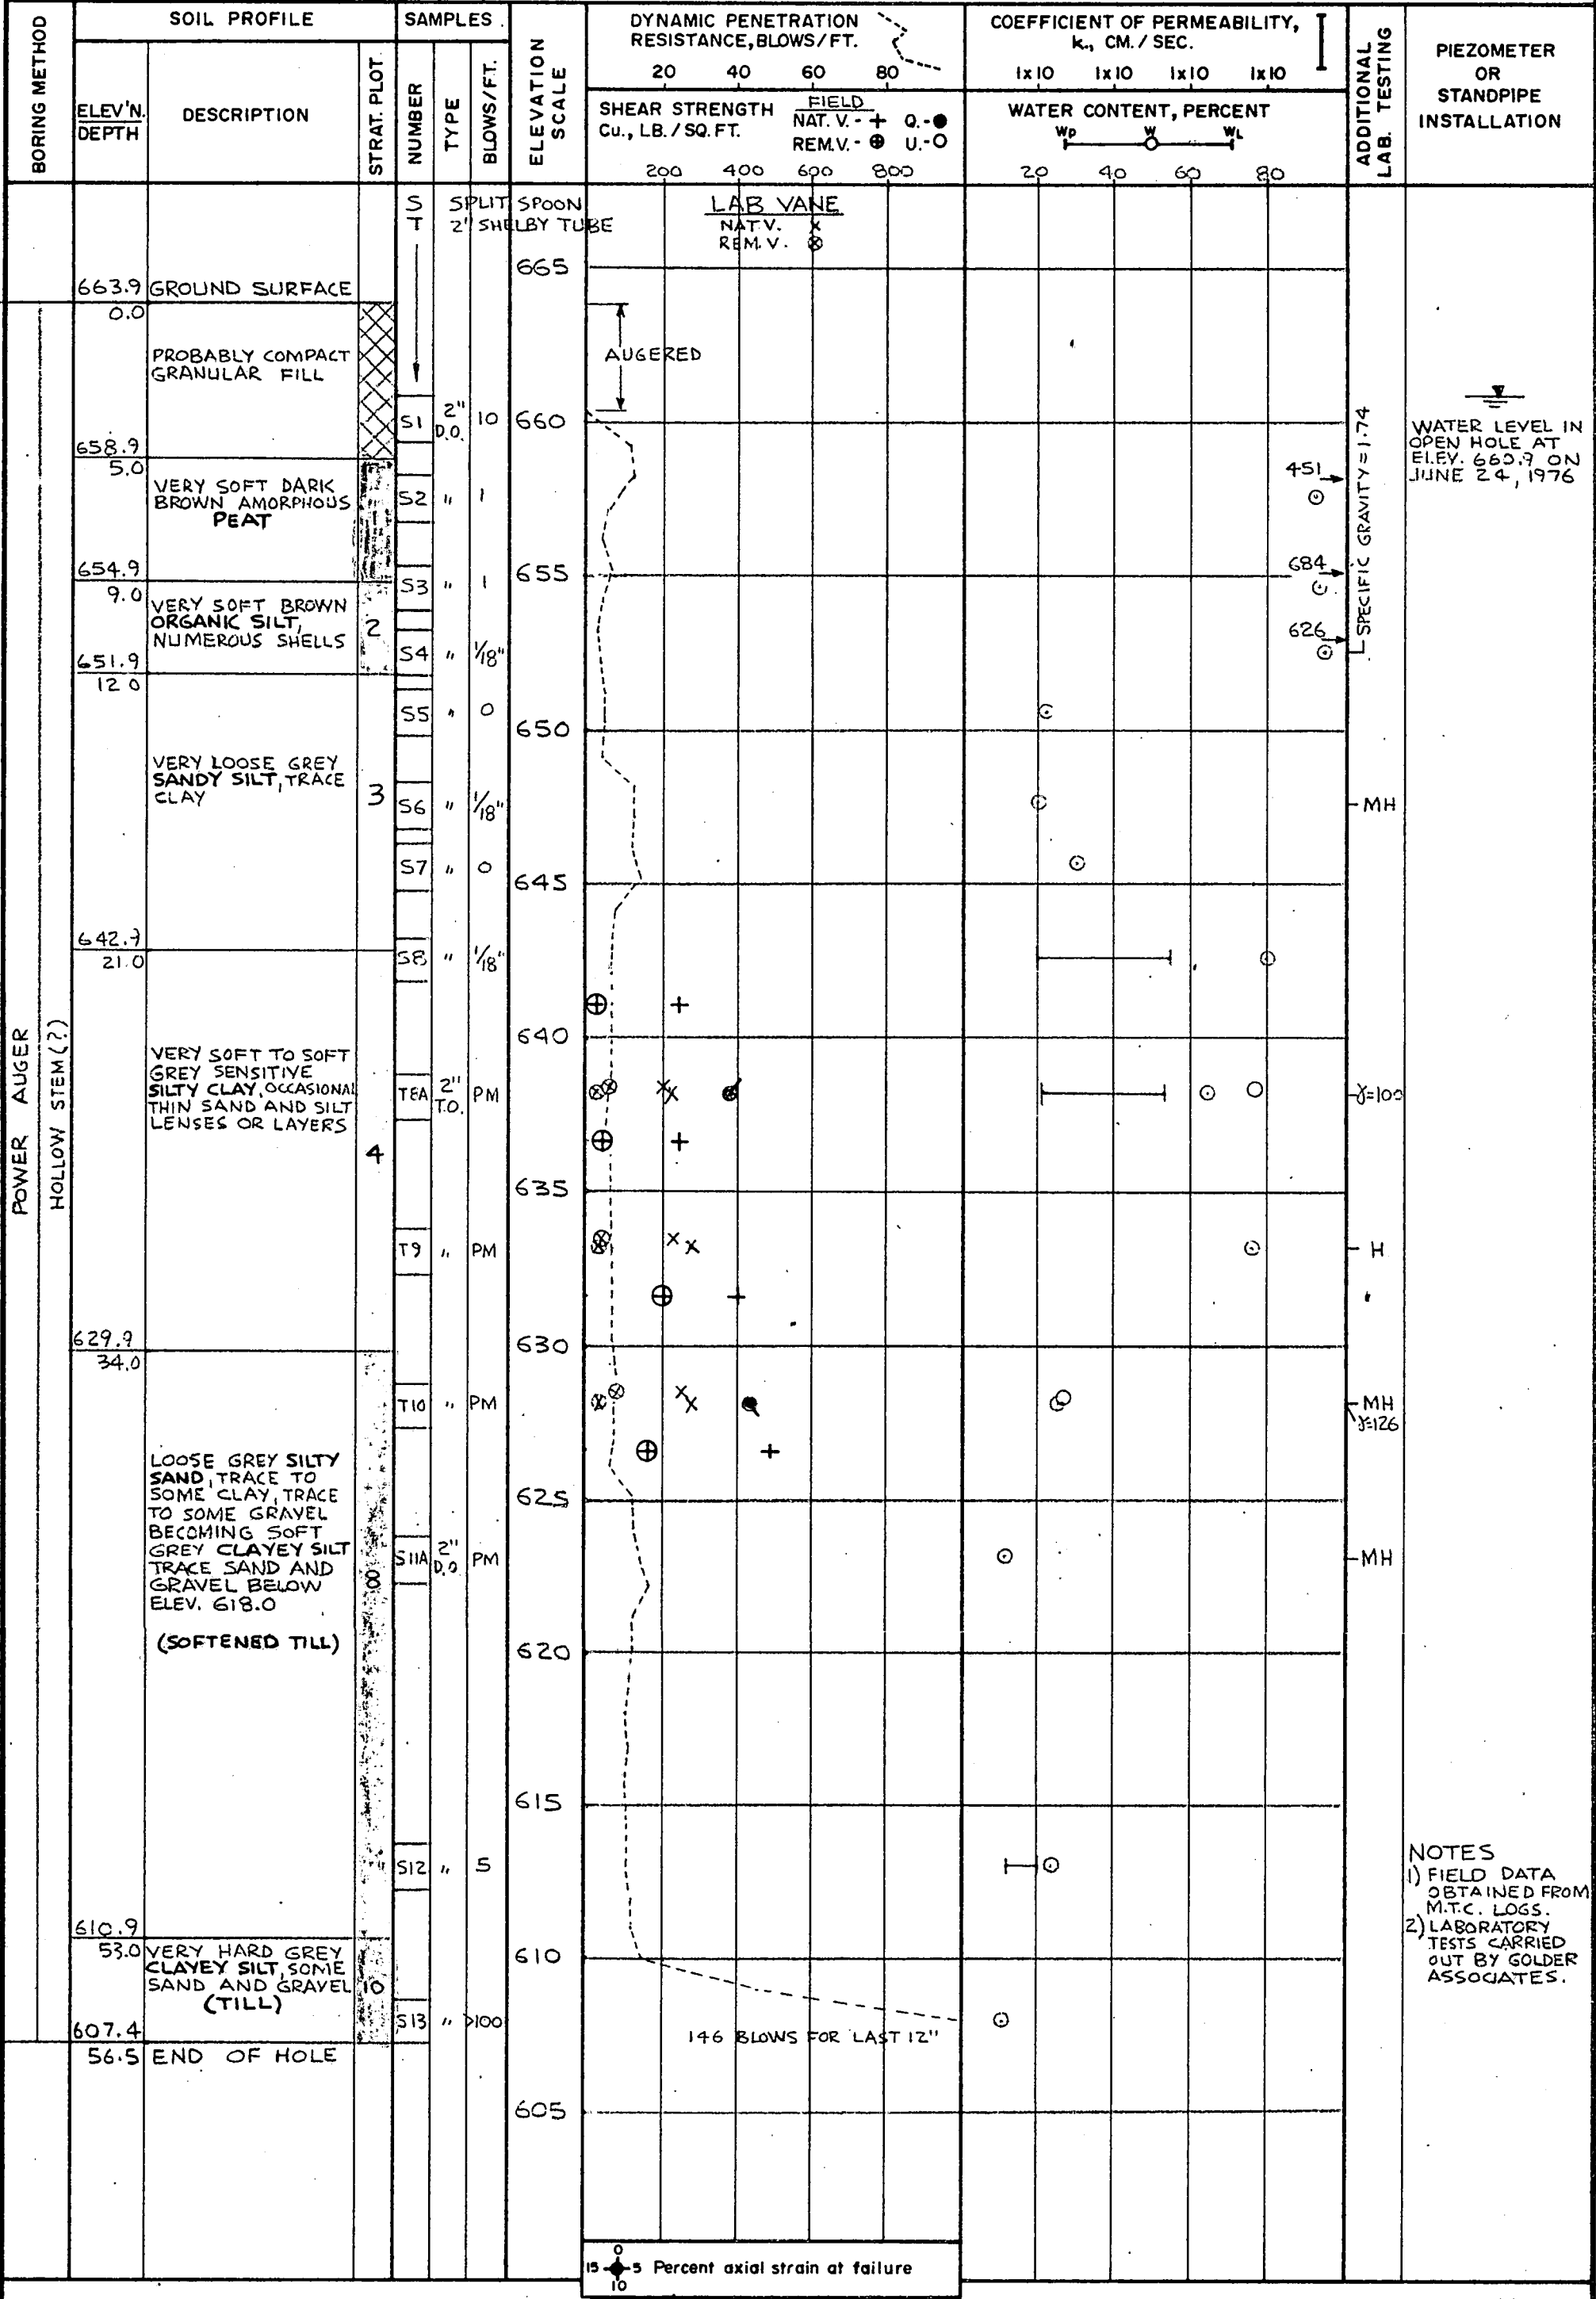 BORING METHOD
SOIL PROFILE
ELEV'N.
DEPTH
DESCRIPTION
STRAT. PLOT
SAMPLES
NUMBER
TYPE
BLOWS/FT.
ELEVATION
SCALE
DYNAMIC PENETRATION
RESISTANCE, BLOWS/FT.
20 40 60 80
SHEAR STRENGTH
Cu., LB./SQ. FT.
FIELD
NAT. V. - + Q. - ●
REM.V. - ⊕ U. - O
200 400 600 800
COEFFICIENT OF PERMEABILITY,
k., CM./SEC.
1x10 1x10 1x10 1x10
WATER CONTENT, PERCENT
Wp W WL
20 40 60 80
ADDITIONAL
LAB. TESTING
PIEZOMETER
OR
STANDPIPE
INSTALLATION
S SPLIT SPOON
T 2" SHELBY TUBE
LAB VANE
NAT.V. x
REM.V. ⊗
665
663.9 GROUND SURFACE
0.0
PROBABLY COMPACT
GRANULAR FILL
AUGERED
S1 2" D.O. 10
660
658.9
5.0
VERY SOFT DARK
BROWN AMORPHOUS
PEAT
S2 " 1
451
SPECIFIC GRAVITY = 1.74
WATER LEVEL IN
OPEN HOLE AT
ELEV. 660.9 ON
JUNE 24, 1976
654.9
9.0
S3 " 1
655
684
VERY SOFT BROWN
ORGANIC SILT,
NUMEROUS SHELLS
2
S4 " 1/18"
626
651.9
12 0
S5 " 0
650
VERY LOOSE GREY
SANDY SILT, TRACE
CLAY
3
S6 " 1/18"
MH
S7 " 0
645
642.9
21.0
S8 " 1/18"
640
POWER AUGER
HOLLOW STEM (?)
VERY SOFT TO SOFT
GREY SENSITIVE
SILTY CLAY, OCCASIONAL
THIN SAND AND SILT
LENSES OR LAYERS
4
T8A 2" T.O. PM
γ=100
635
T9 " PM
H
629.9
34.0
630
T10 " PM
MH
γ=126
LOOSE GREY SILTY
SAND, TRACE TO
SOME CLAY, TRACE
TO SOME GRAVEL
BECOMING SOFT
GREY CLAYEY SILT
TRACE SAND AND
GRAVEL BELOW
ELEV. 618.0
(SOFTENED TILL)
8
625
S11A 2" D.O PM
MH
620
615
S12 " 5
610.9
53.0 VERY HARD GREY
CLAYEY SILT, SOME
SAND AND GRAVEL
(TILL)
10
610
S13 " >100
146 BLOWS FOR LAST 12"
607.4
56.5 END OF HOLE
605
NOTES
1) FIELD DATA
OBTAINED FROM
M.T.C. LOGS.
2) LABORATORY
TESTS CARRIED
OUT BY GOLDER
ASSOCIATES.
0
15 5 Percent axial strain at failure
10